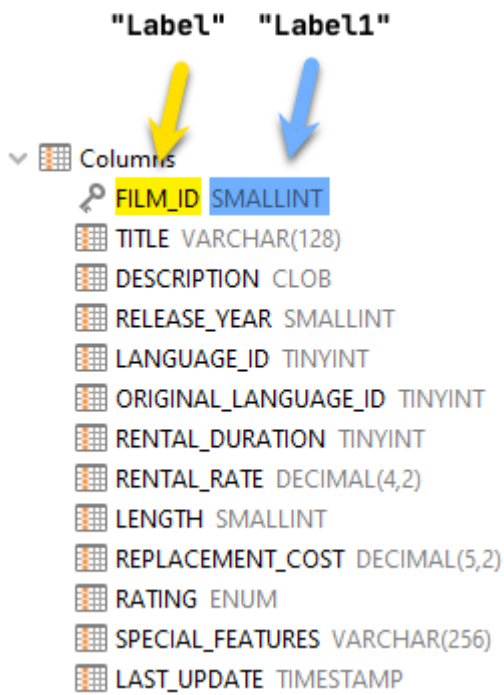 "Label" "Label1"
Columns
FILM_ID SMALLINT
TITLE VARCHAR(128)
DESCRIPTION CLOB
RELEASE_YEAR SMALLINT
LANGUAGE_ID TINYINT
ORIGINAL_LANGUAGE_ID TINYINT
RENTAL_DURATION TINYINT
RENTAL_RATE DECIMAL(4,2)
LENGTH SMALLINT
REPLACEMENT_COST DECIMAL(5,2)
RATING ENUM
SPECIAL_FEATURES VARCHAR(256)
LAST_UPDATE TIMESTAMP